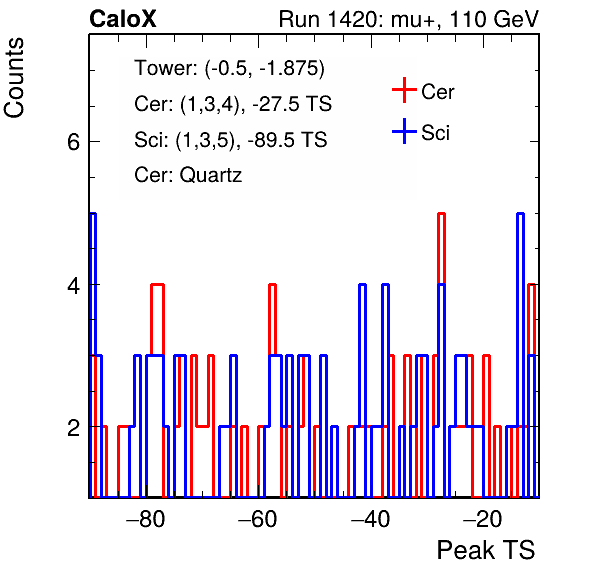 CaloX Run 1420: mu+, 110 GeV
Counts
Tower: (-0.5, -1.875)
Cer: (1,3,4), -27.5 TS
Sci: (1,3,5), -89.5 TS
Cer: Quartz
Cer
Sci
6
4
2
−80 −60 −40 −20
Peak TS